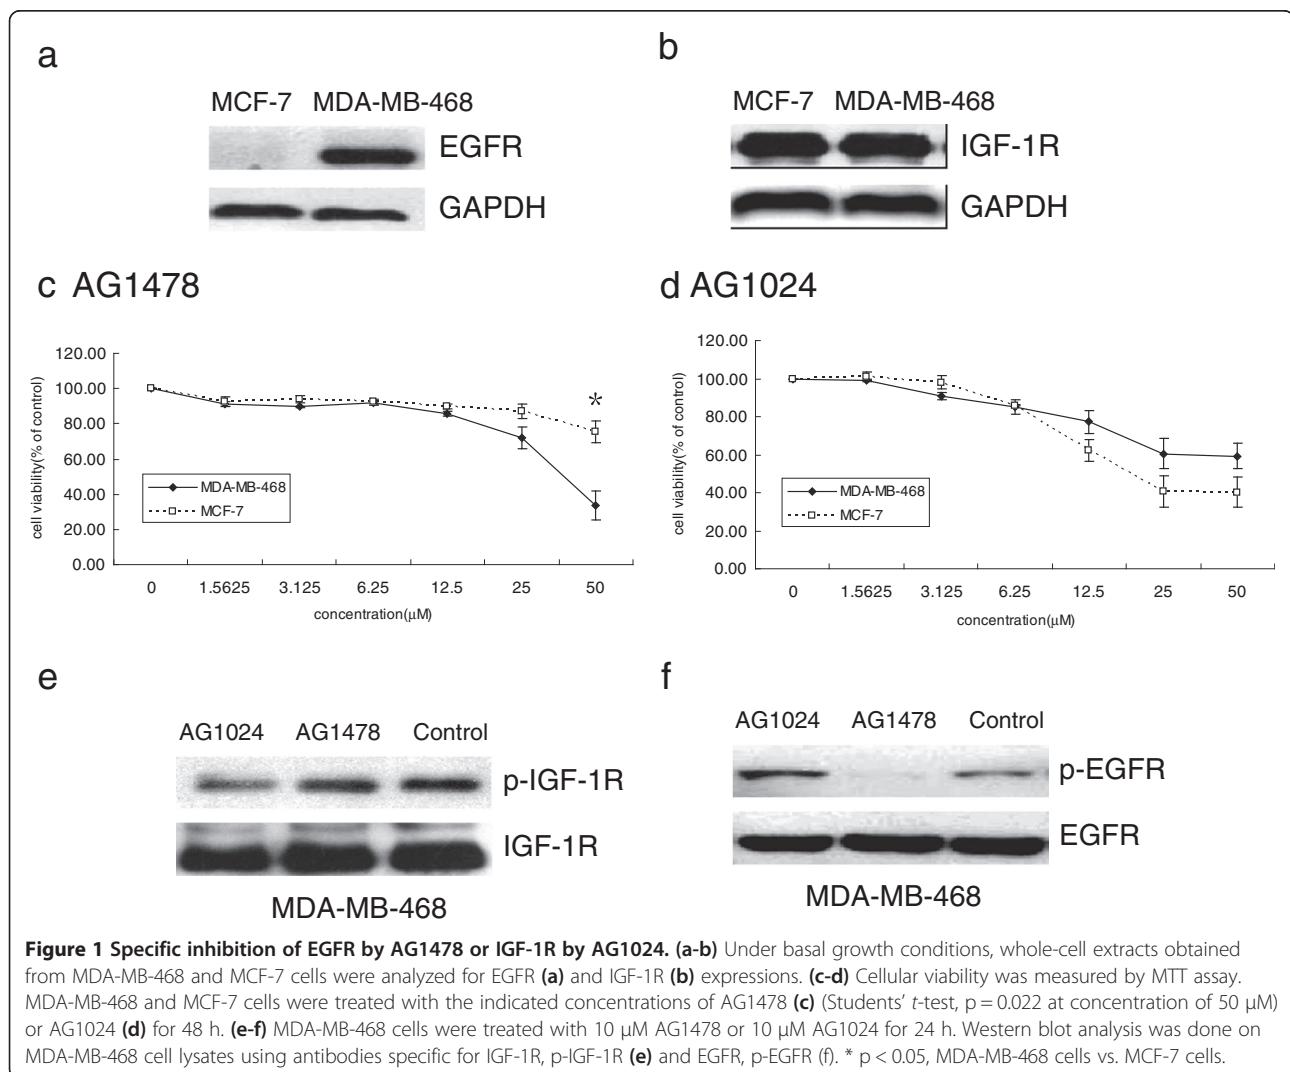 a
MCF-7 MDA-MB-468
EGFR
GAPDH
b
MCF-7 MDA-MB-468
IGF-1R
GAPDH
c AG1478
120.00
100.00
80.00
60.00
40.00
20.00
0.00
cell viability(% of control)
*
MDA-MB-468
MCF-7
0 1.5625 3.125 6.25 12.5 25 50
concentration(μM)
d AG1024
120.00
100.00
80.00
60.00
40.00
20.00
0.00
cell viability(% of control)
MDA-MB-468
MCF-7
0 1.5625 3.125 6.25 12.5 25 50
concentration(μM)
e
AG1024 AG1478 Control
p-IGF-1R
IGF-1R
MDA-MB-468
f
AG1024 AG1478 Control
p-EGFR
EGFR
MDA-MB-468
Figure 1 Specific inhibition of EGFR by AG1478 or IGF-1R by AG1024. (a-b) Under basal growth conditions, whole-cell extracts obtained
from MDA-MB-468 and MCF-7 cells were analyzed for EGFR (a) and IGF-1R (b) expressions. (c-d) Cellular viability was measured by MTT assay.
MDA-MB-468 and MCF-7 cells were treated with the indicated concentrations of AG1478 (c) (Students' t-test, p = 0.022 at concentration of 50 μM)
or AG1024 (d) for 48 h. (e-f) MDA-MB-468 cells were treated with 10 μM AG1478 or 10 μM AG1024 for 24 h. Western blot analysis was done on
MDA-MB-468 cell lysates using antibodies specific for IGF-1R, p-IGF-1R (e) and EGFR, p-EGFR (f). * p < 0.05, MDA-MB-468 cells vs. MCF-7 cells.